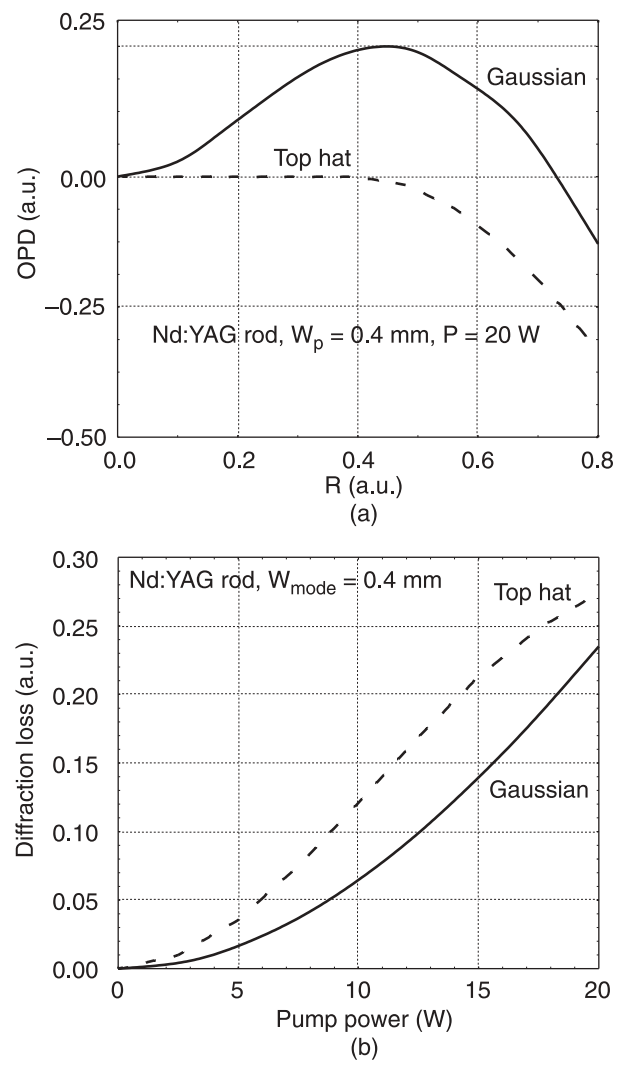 0.25
Gaussian
Top hat
0.00
OPD (a.u.)
−0.25
Nd:YAG rod, Wp = 0.4 mm, P = 20 W
−0.50
0.0 0.2 0.4 0.6 0.8
R (a.u.)
(a)
0.30
Nd:YAG rod, Wmode = 0.4 mm
Top hat
0.25
0.20
Diffraction loss (a.u.)
0.15
Gaussian
0.10
0.05
0.00
0 5 10 15 20
Pump power (W)
(b)